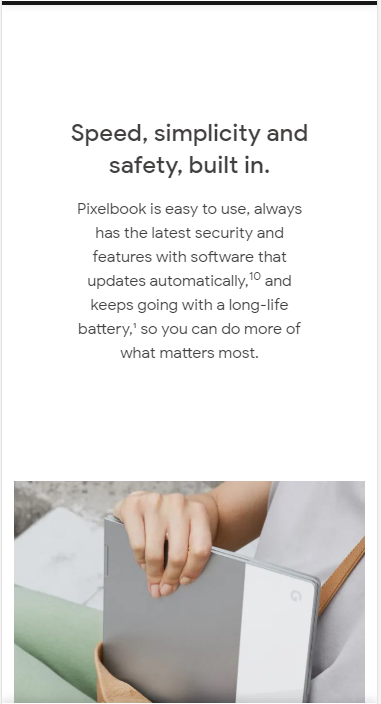 Speed, simplicity and
safety, built in.
Pixelbook is easy to use, always
has the latest security and
features with software that
updates automatically,¹⁰ and
keeps going with a long-life
battery,¹ so you can do more of
what matters most.
G